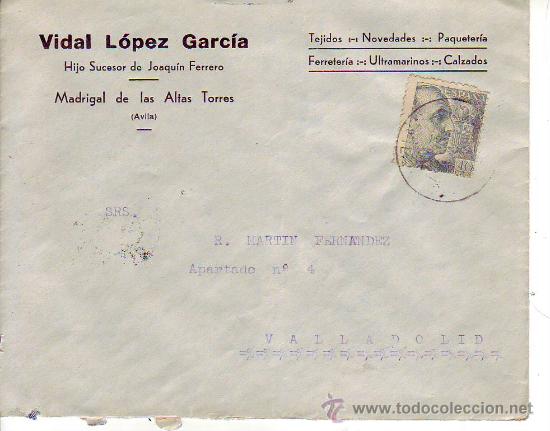 Vidal López García
Hijo Sucesor de Joaquín Ferrero
Madrigal de las Altas Torres
(Avila)
Tejidos :-: Novedades :-: Paquetería
Ferretería :-: Ultramarinos :-: Calzados
SRS.
R. MARTIN FERNANDEZ
Apartado nº 4
VALLADOLID
www.todocoleccion.net